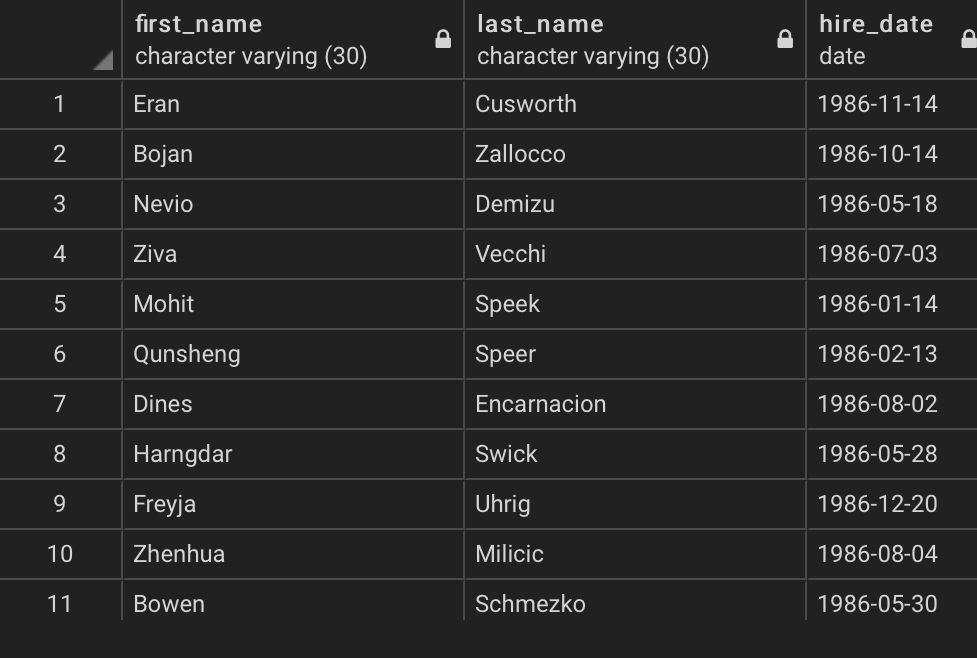 first_name last_name hire_date
character varying (30) character varying (30) date
1 Eran Cusworth 1986-11-14
2 Bojan Zallocco 1986-10-14
3 Nevio Demizu 1986-05-18
4 Ziva Vecchi 1986-07-03
5 Mohit Speek 1986-01-14
6 Qunsheng Speer 1986-02-13
7 Dines Encarnacion 1986-08-02
8 Harngdar Swick 1986-05-28
9 Freyja Uhrig 1986-12-20
10 Zhenhua Milicic 1986-08-04
11 Bowen Schmezko 1986-05-30